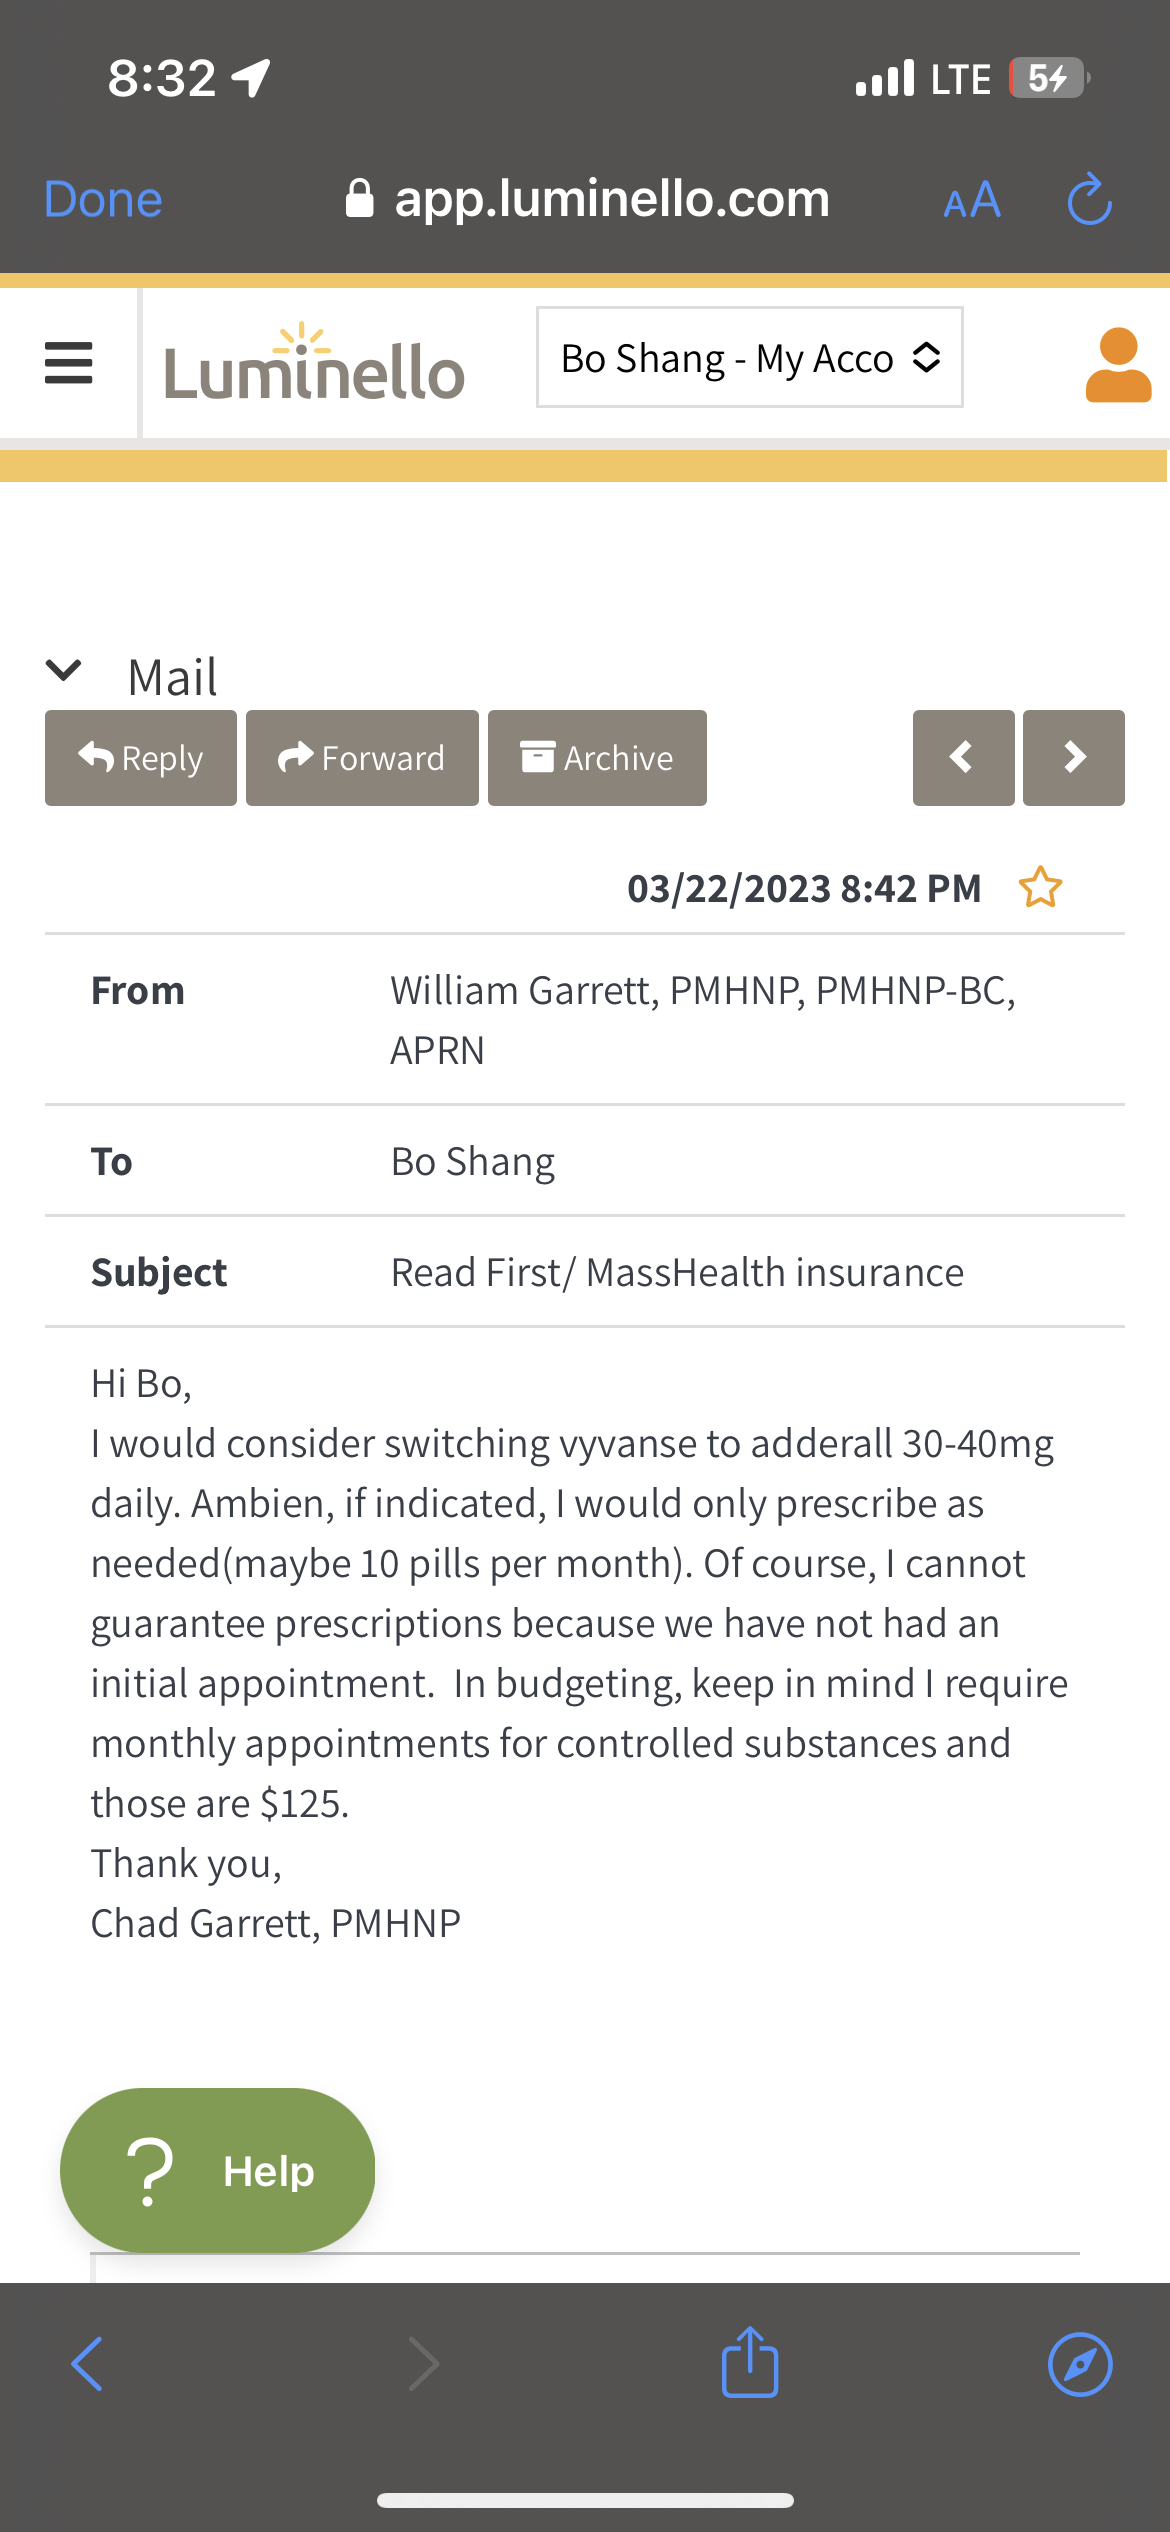 8:32 LTE 5
Done app.luminello.com AA
Luminello Bo Shang - My Acco
Mail
Reply Forward Archive
03/22/2023 8:42 PM
From William Garrett, PMHNP, PMHNP-BC,
APRN
To Bo Shang
Subject Read First/ MassHealth insurance
Hi Bo,
I would consider switching vyvanse to adderall 30-40mg
daily. Ambien, if indicated, I would only prescribe as
needed(maybe 10 pills per month). Of course, I cannot
guarantee prescriptions because we have not had an
initial appointment.  In budgeting, keep in mind I require
monthly appointments for controlled substances and
those are $125.
Thank you,
Chad Garrett, PMHNP
? Help